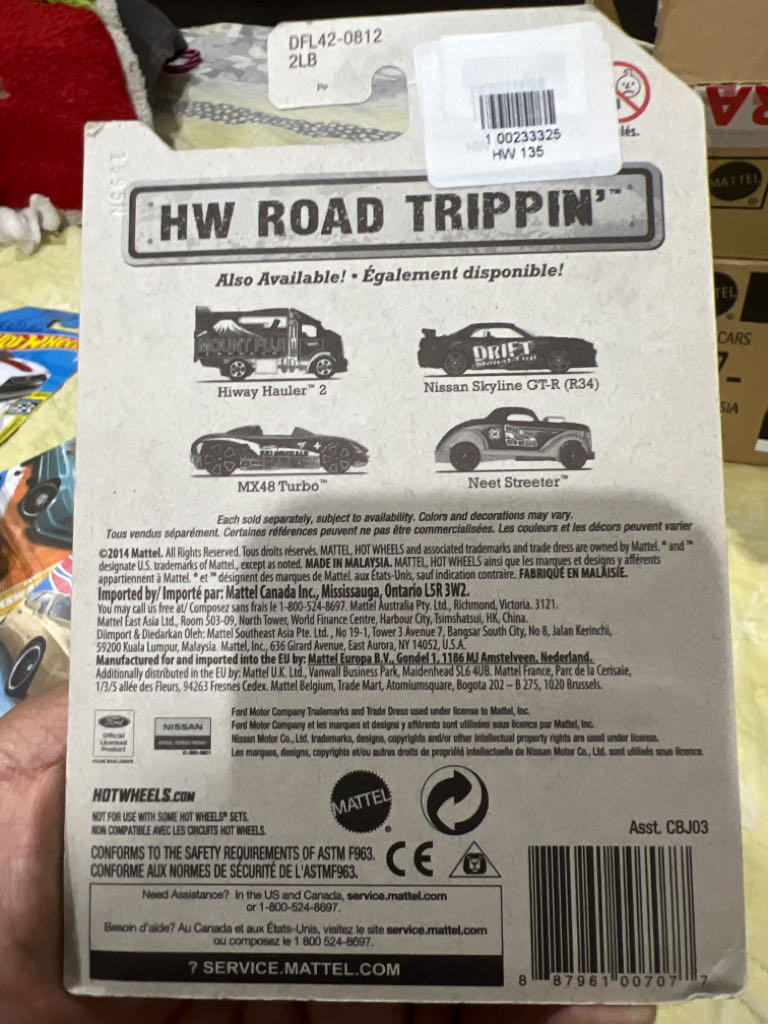 DFL42-0812
2LB
PP
1 00233325
HW 135
lés.
RA
MATTEL
CARS
SIA
HW ROAD TRIPPIN'™
Also Available! • Également disponible!
MOUNT FUJI
DRIFT
Hiway Hauler™ 2
Nissan Skyline GT-R (R34)
MX48 Turbo™
Neet Streeter™
Each sold separately, subject to availability. Colors and decorations may vary.
Tous vendus séparément. Certaines références peuvent ne pas être commercialisées. Les couleurs et les décors peuvent varier
©2014 Mattel. All Rights Reserved. Tous droits réservés. MATTEL, HOT WHEELS and associated trademarks and trade dress are owned by Mattel. ® and ™
designate U.S. trademarks of Mattel, except as noted. MADE IN MALAYSIA. MATTEL, HOT WHEELS ainsi que les marques et designs y afférents
appartiennent à Mattel. ® et ™ désignent des marques de Mattel aux États-Unis, sauf indication contraire. FABRIQUÉ EN MALAISIE.
Imported by/ Importé par: Mattel Canada Inc., Mississauga, Ontario L5R 3W2.
You may call us free at/ Composez sans frais le 1-800-524-8697. Mattel Australia Pty. Ltd., Richmond, Victoria. 3121.
Mattel East Asia Ltd., Room 503-09, North Tower, World Finance Centre, Harbour City, Tsimshatsui, HK, China.
Diimport & Diedarkan Oleh: Mattel Southeast Asia Pte. Ltd. , No 19-1, Tower 3 Avenue 7, Bangsar South City, No 8, Jalan Kerinchi,
59200 Kuala Lumpur, Malaysia. Mattel, Inc., 636 Girard Avenue, East Aurora, NY 14052, U.S.A.
Manufactured for and imported into the EU by: Mattel Europa B.V., Gondel 1, 1186 MJ Amstelveen, Nederland.
Additionally distributed in the EU by: Mattel U.K. Ltd., Vanwall Business Park, Maidenhead SL6 4UB. Mattel France, Parc de la Cerisaie,
1/3/5 allée des Fleurs, 94263 Fresnes Cedex. Mattel Belgium, Trade Mart, Atomiumsquare, Bogota 202 – B 275, 1020 Brussels.
Ford
Official
Licensed
Product
NISSAN
Ford Motor Company Trademarks and Trade Dress used under license to Mattel, Inc.
Ford Motor Company et les marques et designs y afférents sont utilisées sous licence par Mattel, Inc.
Nissan Motor Co., Ltd. trademarks, designs, copyrights and/or other intellectual property rights are used under license.
Les marques, designs, copyrights et/ou autres droits de propriété intellectuelle de Nissan Motor Co., Ltd. sont utilisés sous licence.
HOTWHEELS.COM
NOT FOR USE WITH SOME HOT WHEELS® SETS.
NON COMPATIBLE AVEC LES CIRCUITS HOT WHEELS.
MATTEL®
Asst. CBJ03
CONFORMS TO THE SAFETY REQUIREMENTS OF ASTM F963.
CONFORME AUX NORMES DE SÉCURITÉ DE L'ASTMF963.
CE
Need Assistance? In the US and Canada, service.mattel.com
or 1-800-524-8697.
Besoin d'aide? Au Canada et aux États-Unis, visitez le site service.mattel.com
ou composez le 1 800 524-8697.
? SERVICE.MATTEL.COM
8 87961 00707 7